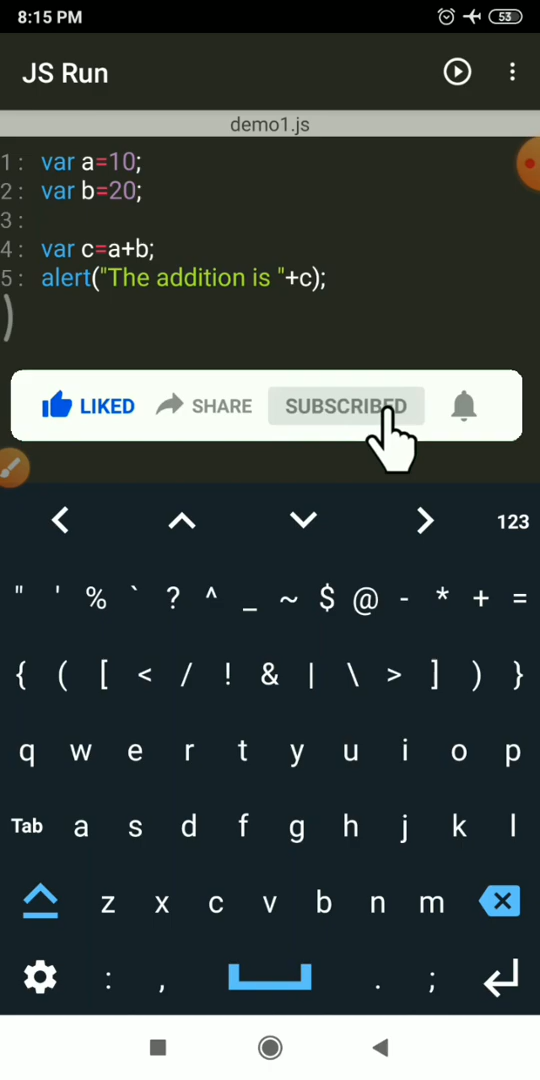 8:15 PM 53
JS Run
demo1.js
1: var a=10;
2: var b=20;
3:
4: var c=a+b;
5: alert("The addition is "+c);
LIKED SHARE SUBSCRIBED
123
" ' % ` ? ^ _ ~ $ @ - * + =
{ ( [ < / ! & | \ > ] ) }
q w e r t y u i o p
Tab a s d f g h j k l
z x c v b n m
: , . ;